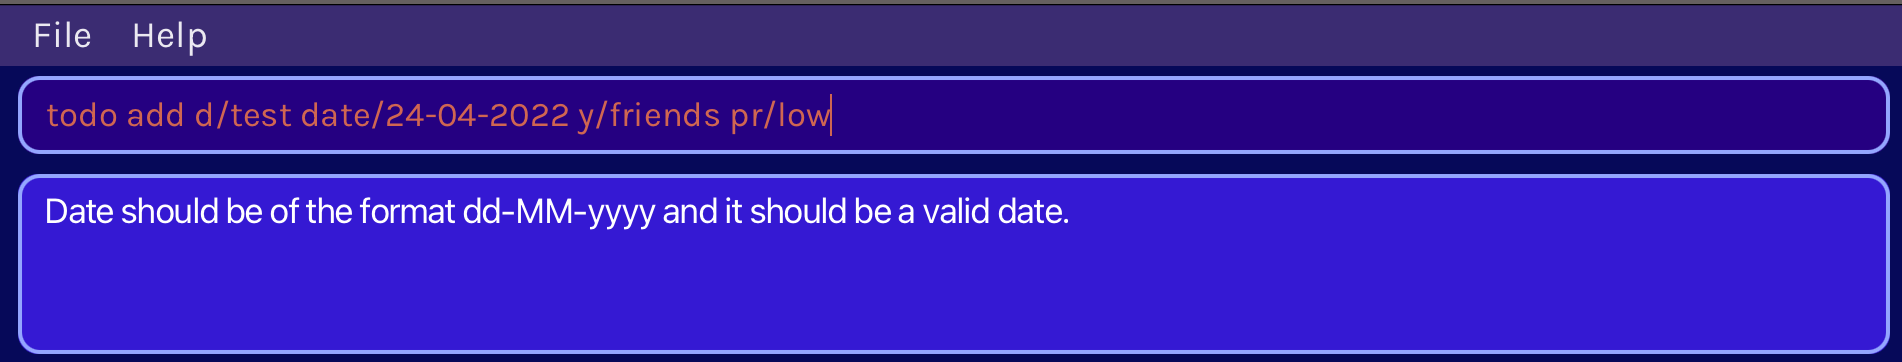 File Help
todo add d/test date/24-04-2022 y/friends pr/low
Date should be of the format dd-MM-yyyy and it should be a valid date.